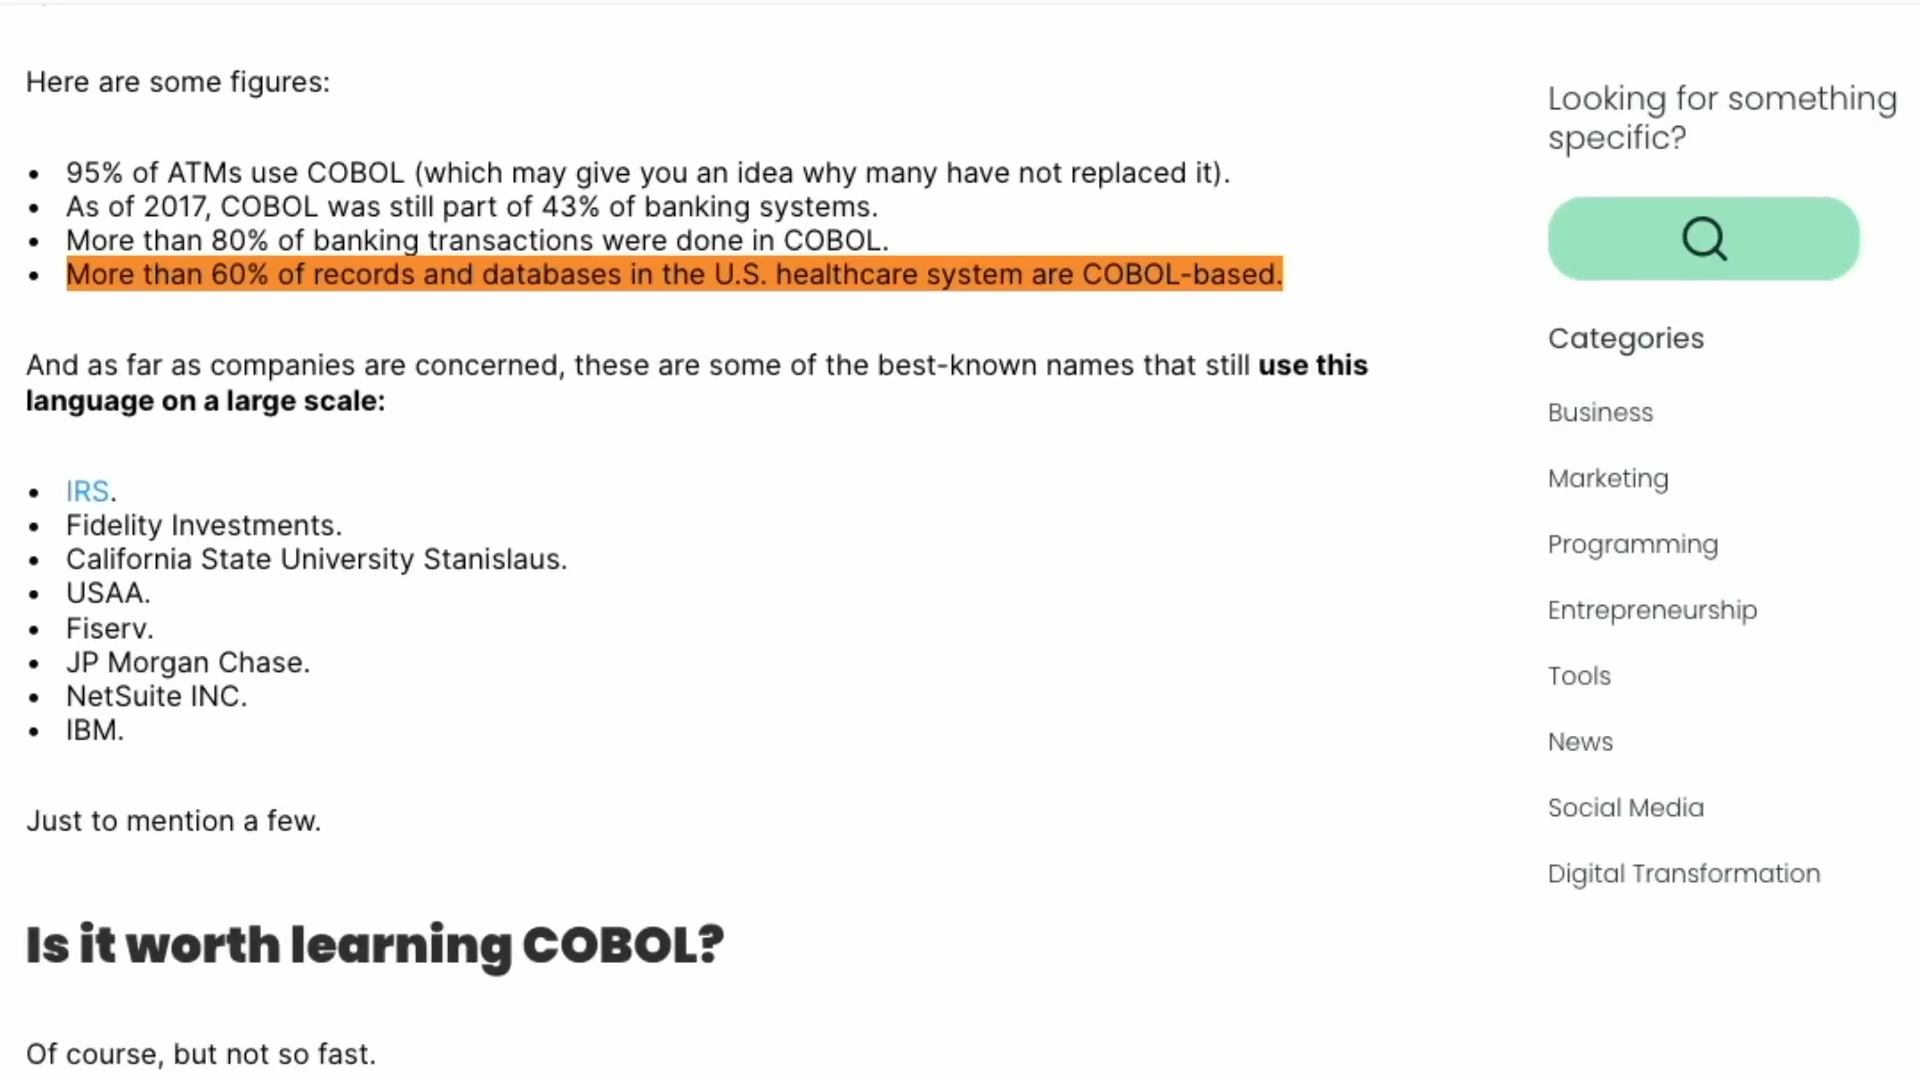 Here are some figures:
• 95% of ATMs use COBOL (which may give you an idea why many have not replaced it).
• As of 2017, COBOL was still part of 43% of banking systems.
• More than 80% of banking transactions were done in COBOL.
• More than 60% of records and databases in the U.S. healthcare system are COBOL-based.
And as far as companies are concerned, these are some of the best-known names that still use this
language on a large scale:
• IRS.
• Fidelity Investments.
• California State University Stanislaus.
• USAA.
• Fiserv.
• JP Morgan Chase.
• NetSuite INC.
• IBM.
Just to mention a few.
Is it worth learning COBOL?
Of course, but not so fast.
Looking for something
specific?
Categories
Business
Marketing
Programming
Entrepreneurship
Tools
News
Social Media
Digital Transformation